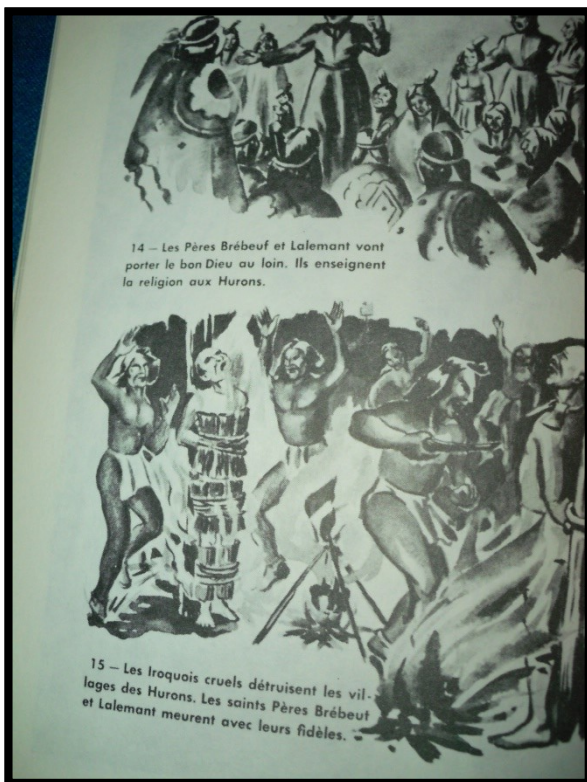 14 — Les Pères Brébeuf et Lalemant vont
porter le bon Dieu au loin. Ils enseignent
la religion aux Hurons.
15 — Les Iroquois cruels détruisent les vil-
lages des Hurons. Les saints Pères Brébeuf
et Lalemant meurent avec leurs fidèles.